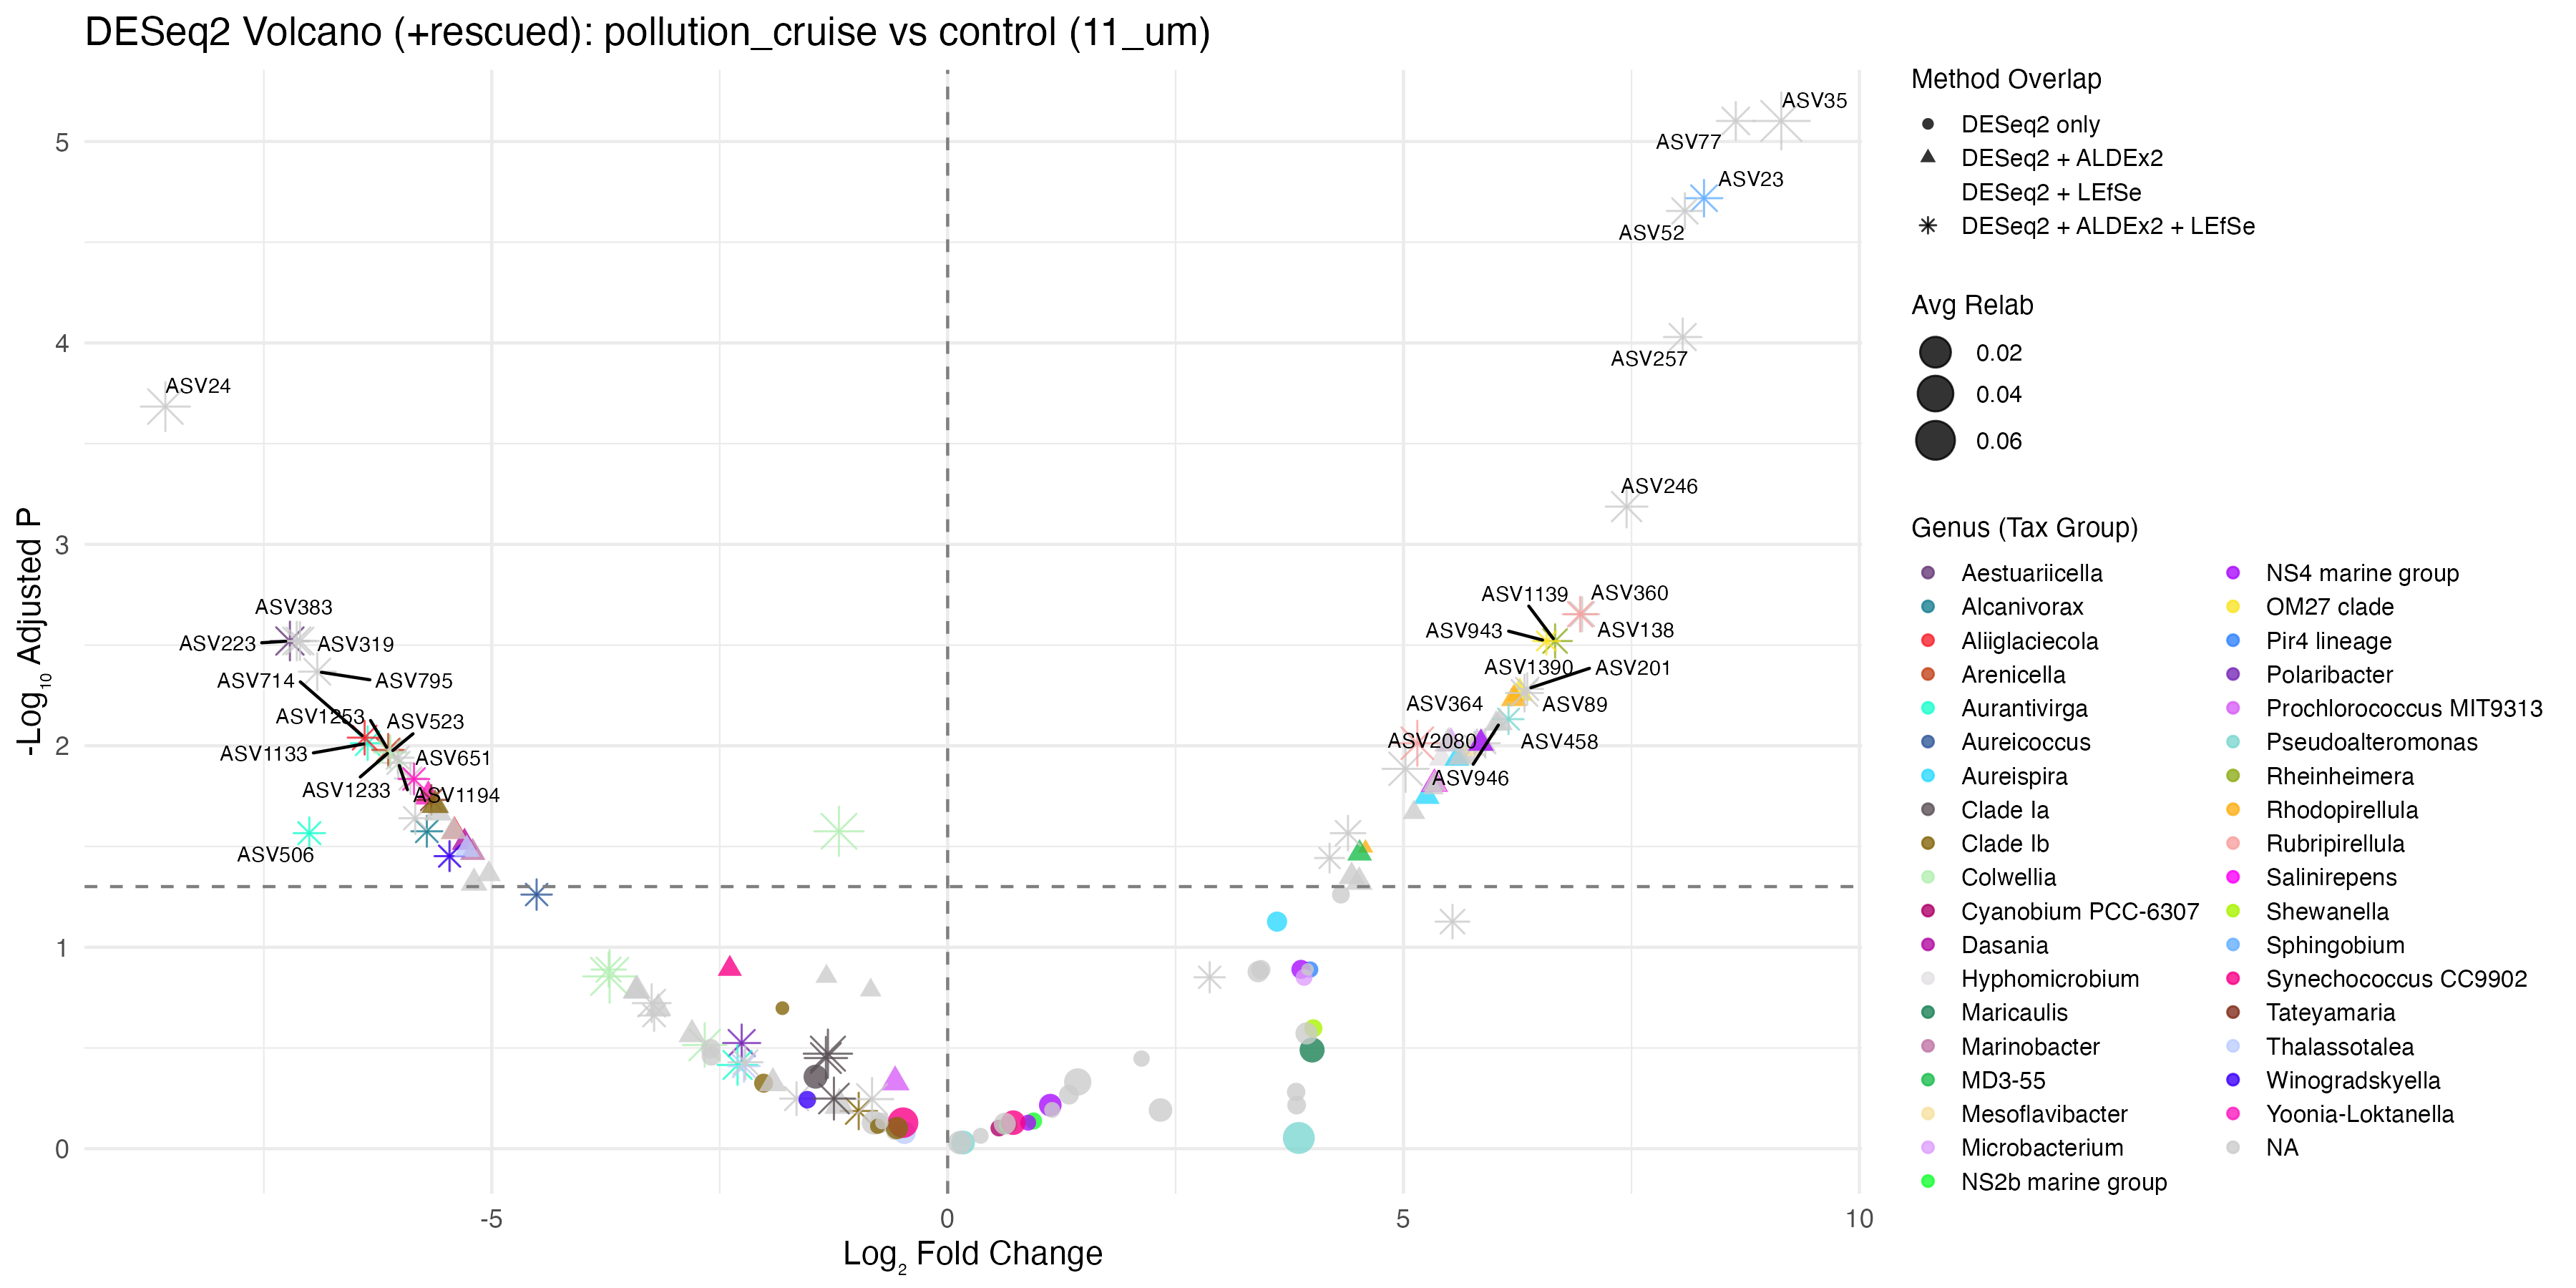 DESeq2 Volcano (+rescued): pollution_cruise vs control (11_um)
-Log10 Adjusted P
5
4
3
2
1
0
-5
0
5
10
Log2 Fold Change
ASV35
ASV77
ASV23
ASV52
ASV257
ASV24
ASV246
ASV383
ASV223
ASV319
ASV714
ASV795
ASV1253
ASV523
ASV1133
ASV651
ASV1233
ASV1194
ASV506
ASV1139
ASV360
ASV943
ASV138
ASV1390
ASV201
ASV364
ASV89
ASV2080
ASV458
ASV946
Method Overlap
DESeq2 only
DESeq2 + ALDEx2
DESeq2 + LEfSe
DESeq2 + ALDEx2 + LEfSe
Avg Relab
0.02
0.04
0.06
Genus (Tax Group)
Aestuariicella
Alcanivorax
Aliiglaciecola
Arenicella
Aurantivirga
Aureicoccus
Aureispira
Clade Ia
Clade Ib
Colwellia
Cyanobium PCC-6307
Dasania
Hyphomicrobium
Maricaulis
Marinobacter
MD3-55
Mesoflavibacter
Microbacterium
NS2b marine group
NS4 marine group
OM27 clade
Pir4 lineage
Polaribacter
Prochlorococcus MIT9313
Pseudoalteromonas
Rheinheimera
Rhodopirellula
Rubripirellula
Salinirepens
Shewanella
Sphingobium
Synechococcus CC9902
Tateyamaria
Thalassotalea
Winogradskyella
Yoonia-Loktanella
NA